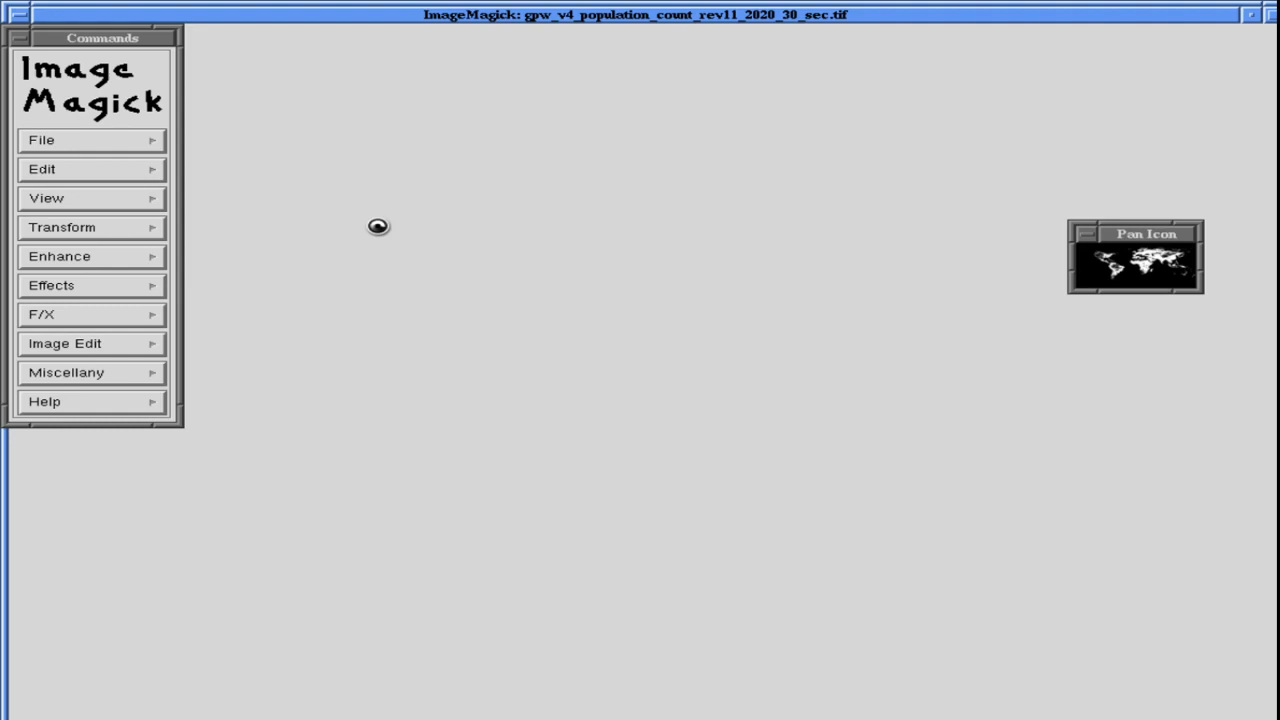 ImageMagick: gpw_v4_population_count_rev11_2020_30_sec.tif
Commands
Image
Magick
File
Edit
View
Transform
Enhance
Effects
F/X
Image Edit
Miscellany
Help
Pan Icon